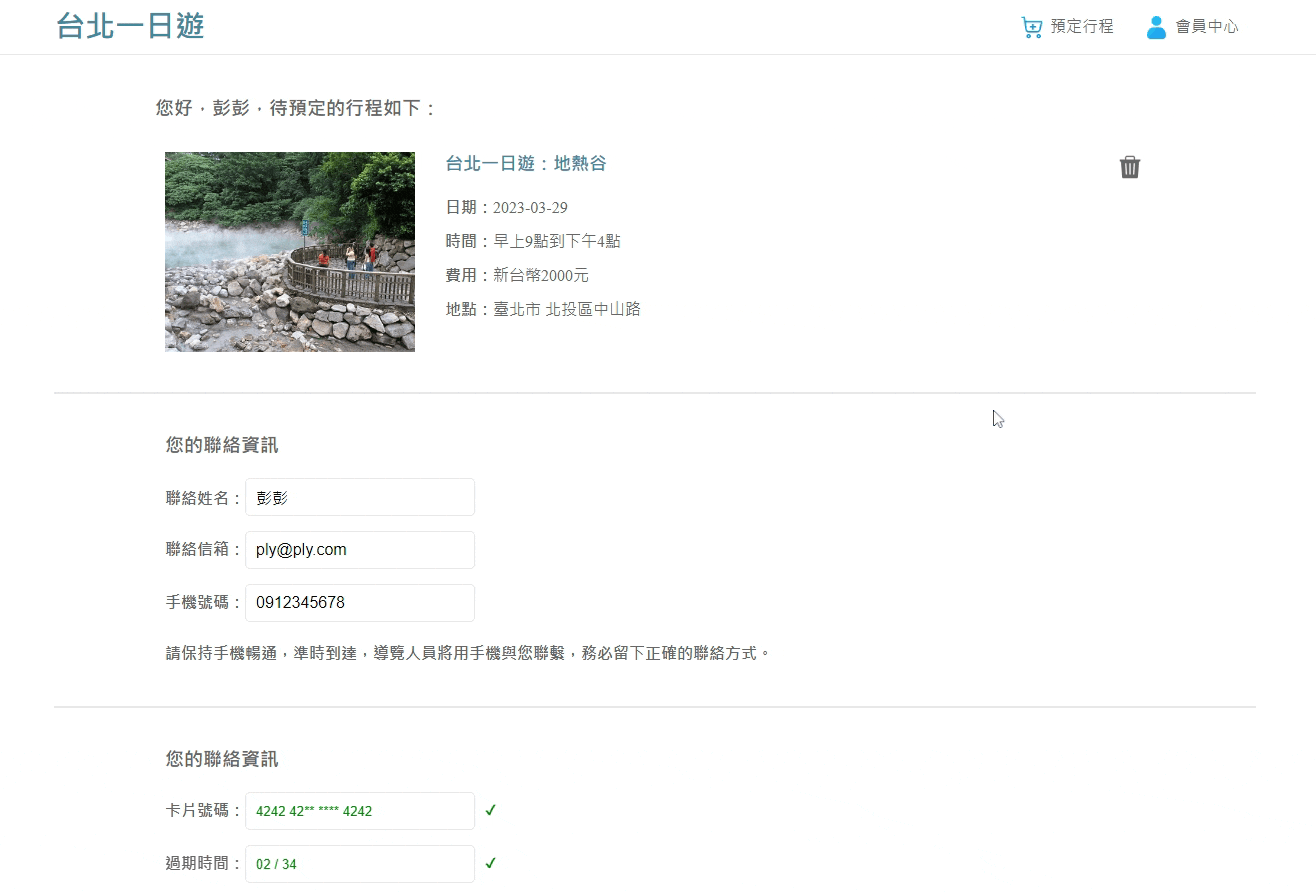 台北一日遊
預定行程
會員中心
您好，彭彭，待預定的行程如下：
台北一日遊：地熱谷
日期：2023-03-29
時間：早上9點到下午4點
費用：新台幣2000元
地點：臺北市 北投區中山路
您的聯絡資訊
聯絡姓名：彭彭
聯絡信箱：ply@ply.com
手機號碼：0912345678
請保持手機暢通，準時到達，導覽人員將用手機與您聯繫，務必留下正確的聯絡方式。
您的聯絡資訊
卡片號碼：4242 42** **** 4242 ✓
過期時間：02 / 34 ✓